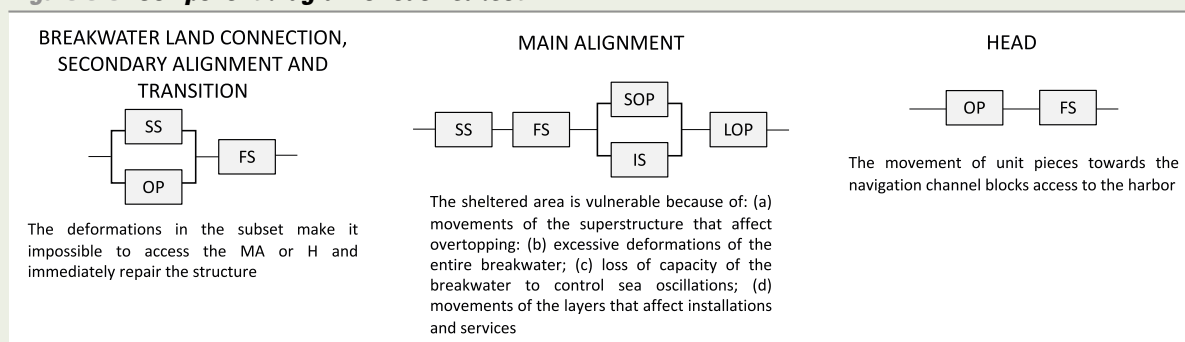 BREAKWATER LAND CONNECTION,
SECONDARY ALIGNMENT AND
TRANSITION
SS
OP
FS
The deformations in the subset make it
impossible to access the MA or H and
immediately repair the structure
MAIN ALIGNMENT
SS
FS
SOP
IS
LOP
The sheltered area is vulnerable because of: (a)
movements of the superstructure that affect
overtopping: (b) excessive deformations of the
entire breakwater; (c) loss of capacity of the
breakwater to control sea oscillations; (d)
movements of the layers that affect installations
and services
HEAD
OP
FS
The movement of unit pieces towards the
navigation channel blocks access to the harbor